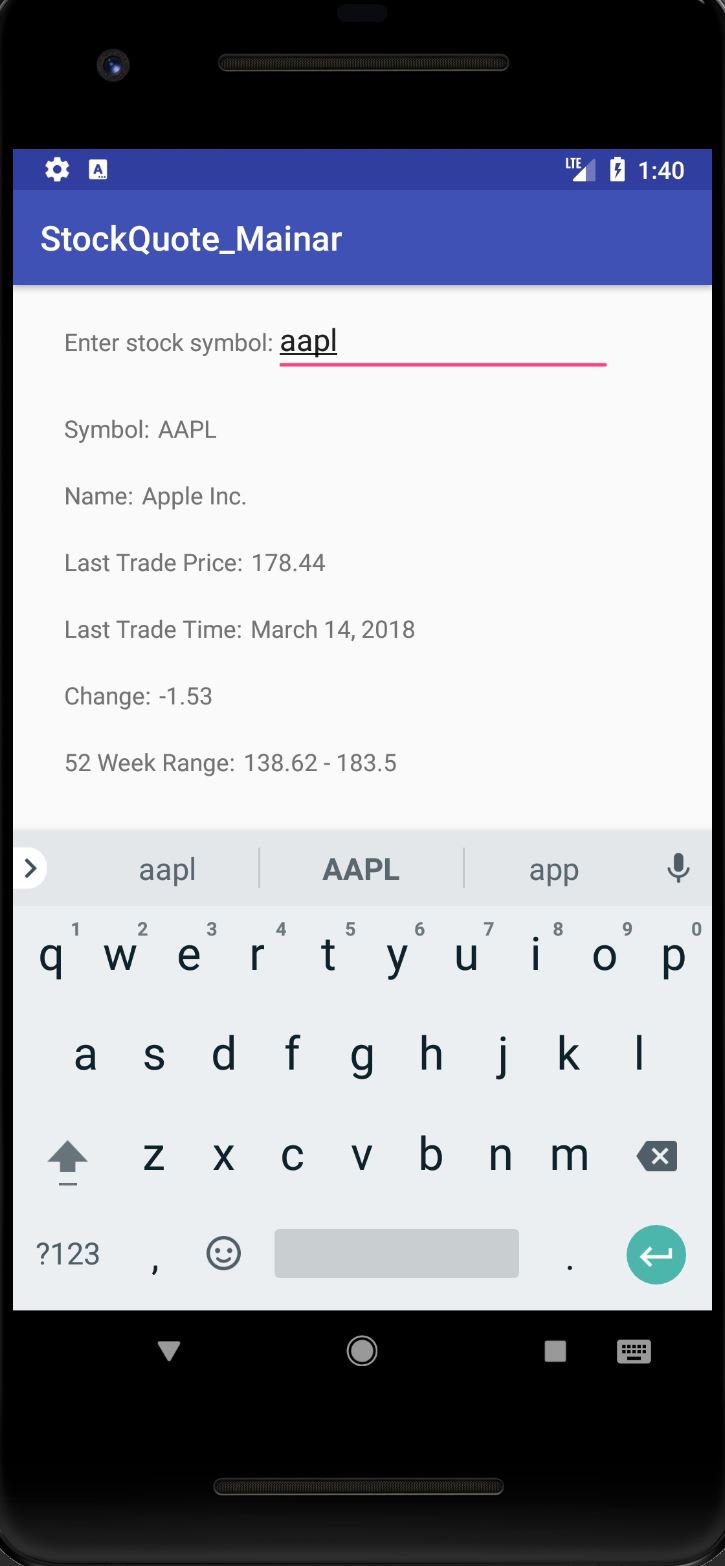 LTE 1:40
StockQuote_Mainar
Enter stock symbol: aapl
Symbol: AAPL
Name: Apple Inc.
Last Trade Price: 178.44
Last Trade Time: March 14, 2018
Change: -1.53
52 Week Range: 138.62 - 183.5
aapl AAPL app
1 2 3 4 5 6 7 8 9 0
q w e r t y u i o p
a s d f g h j k l
z x c v b n m
?123 , .